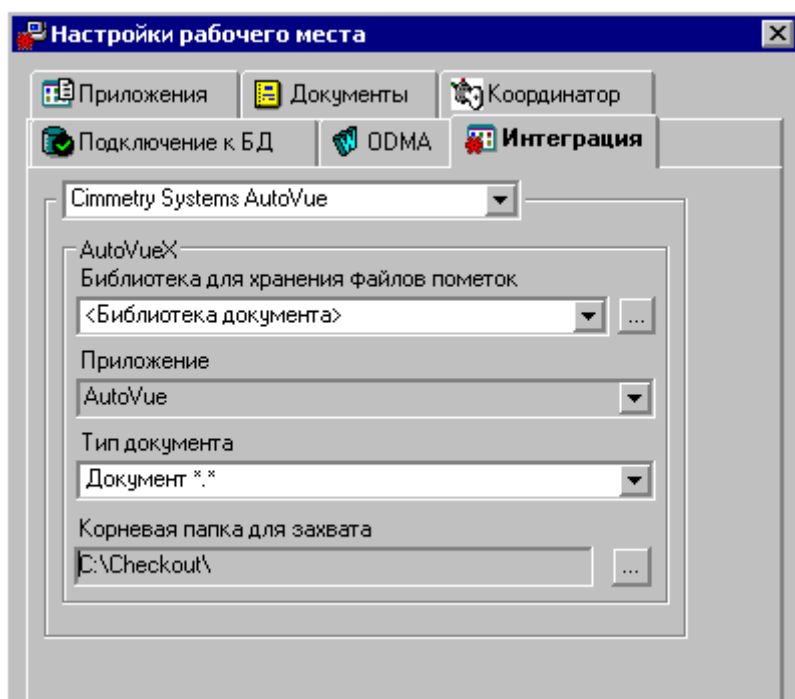 Настройки рабочего места
Приложения Документы Координатор
Подключение к БД ODMA Интеграция
Cimmetry Systems AutoVue
AutoVueX
Библиотека для хранения файлов пометок
<Библиотека документа> ...
Приложение
AutoVue
Тип документа
Документ *.*
Корневая папка для захвата
C:\Checkout\ ...